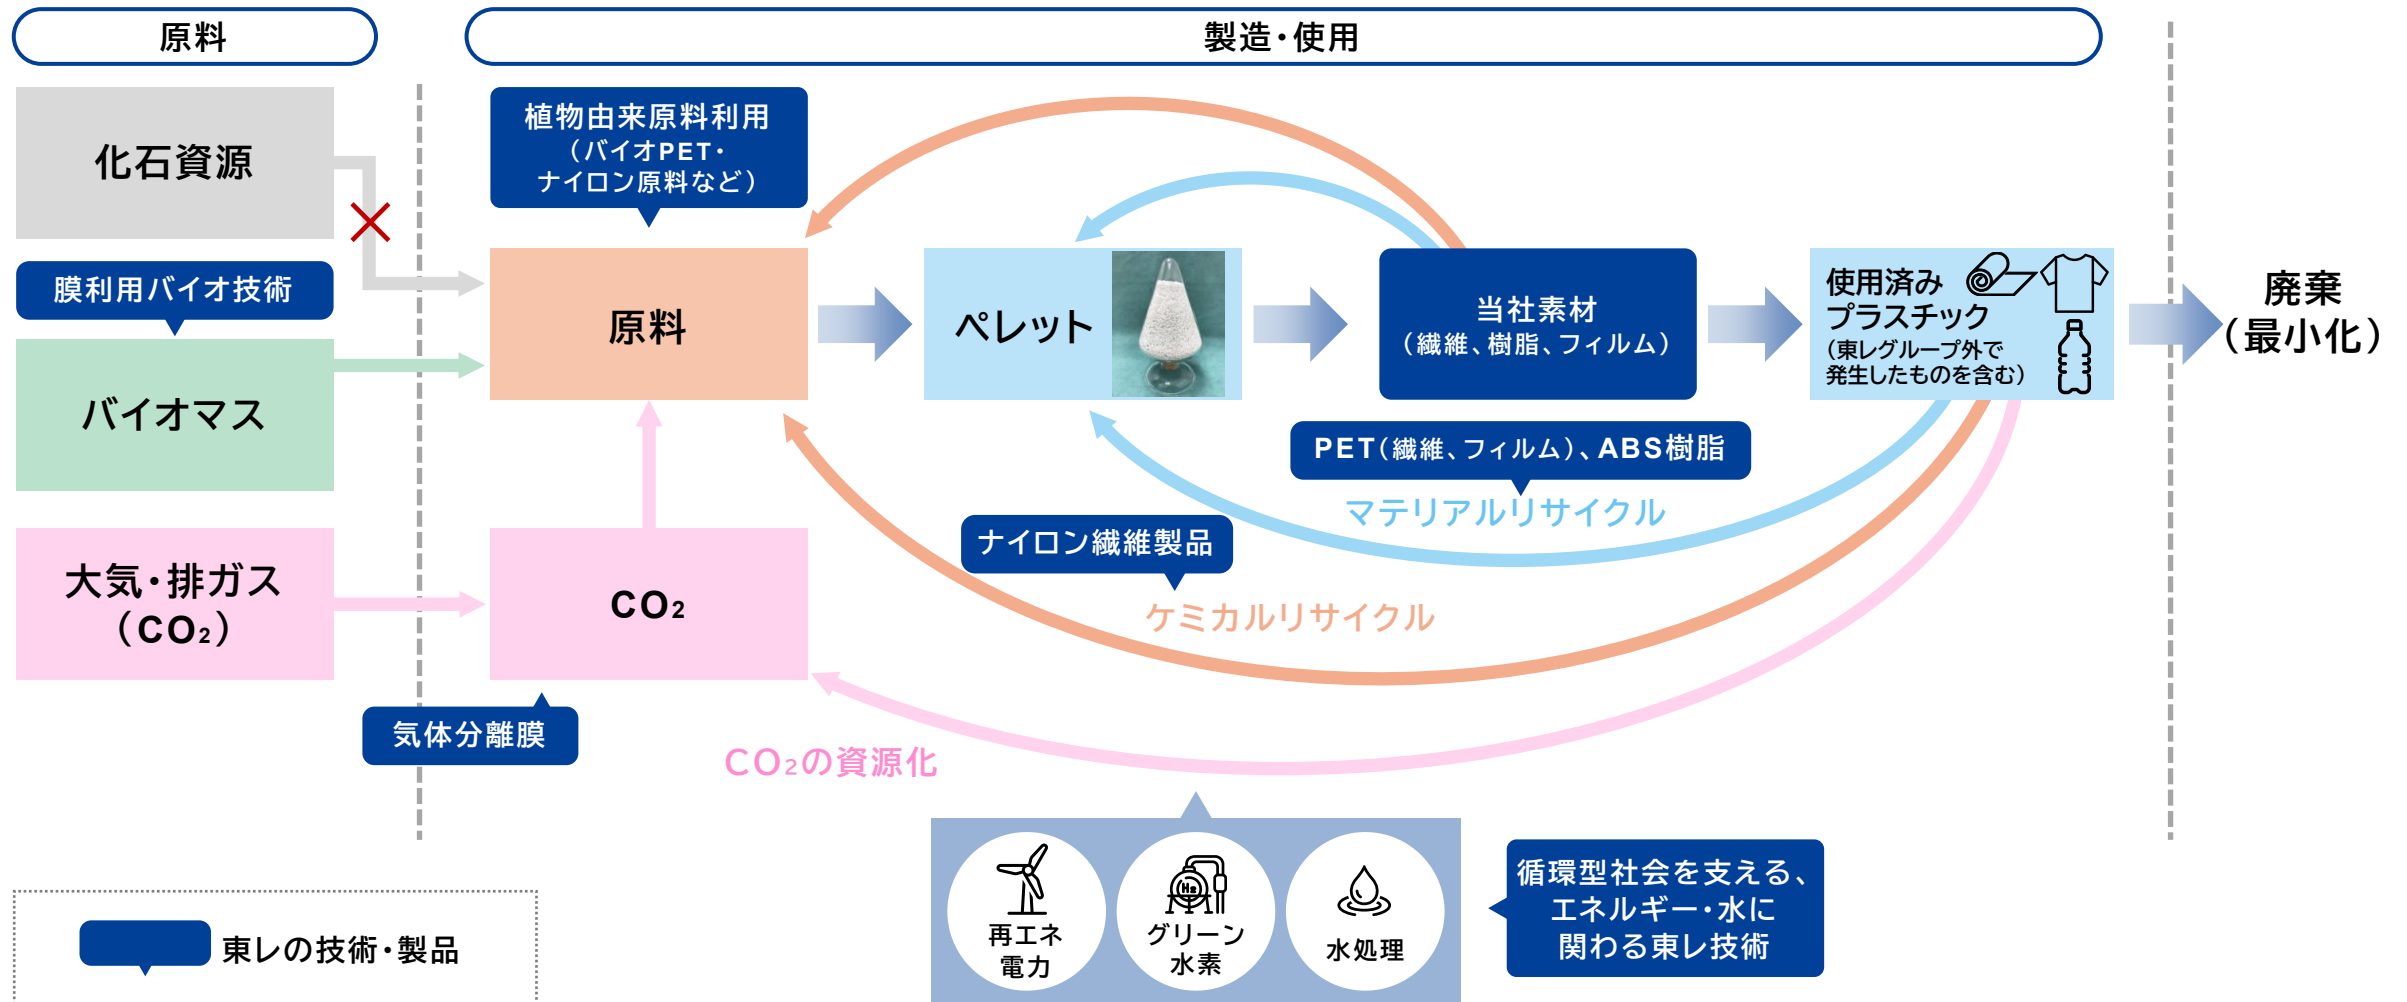 原料
製造・使用
化石資源
植物由来原料利用
（バイオPET・
ナイロン原料など）
膜利用バイオ技術
バイオマス
原料
ペレット
当社素材
（繊維、樹脂、フィルム）
使用済み
プラスチック
（東レグループ外で
発生したものを含む）
廃棄
（最小化）
PET（繊維、フィルム）、ABS樹脂
マテリアルリサイクル
ナイロン繊維製品
ケミカルリサイクル
大気・排ガス
（CO₂）
CO₂
気体分離膜
CO₂の資源化
再エネ
電力
H₂
グリーン
水素
水処理
循環型社会を支える、
エネルギー・水に
関わる東レ技術
東レの技術・製品